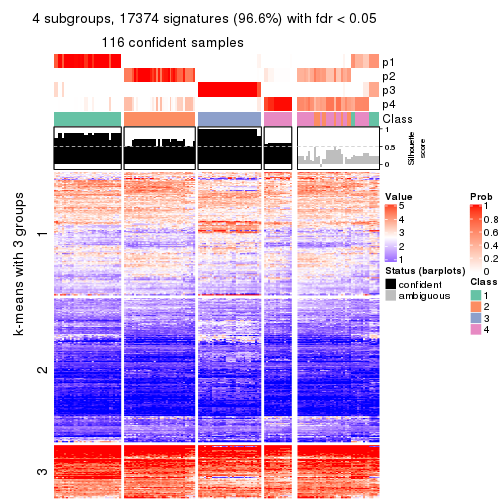 4 subgroups, 17374 signatures (96.6%) with fdr < 0.05
116 confident samples
p1
p2
p3
p4
Class
1
0.5
0
Silhouette
score
k-means with 3 groups
1
2
3
Value
5
4
3
2
1
Status (barplots)
confident
ambiguous
Prob
1
0.8
0.6
0.4
0.2
0
Class
1
2
3
4